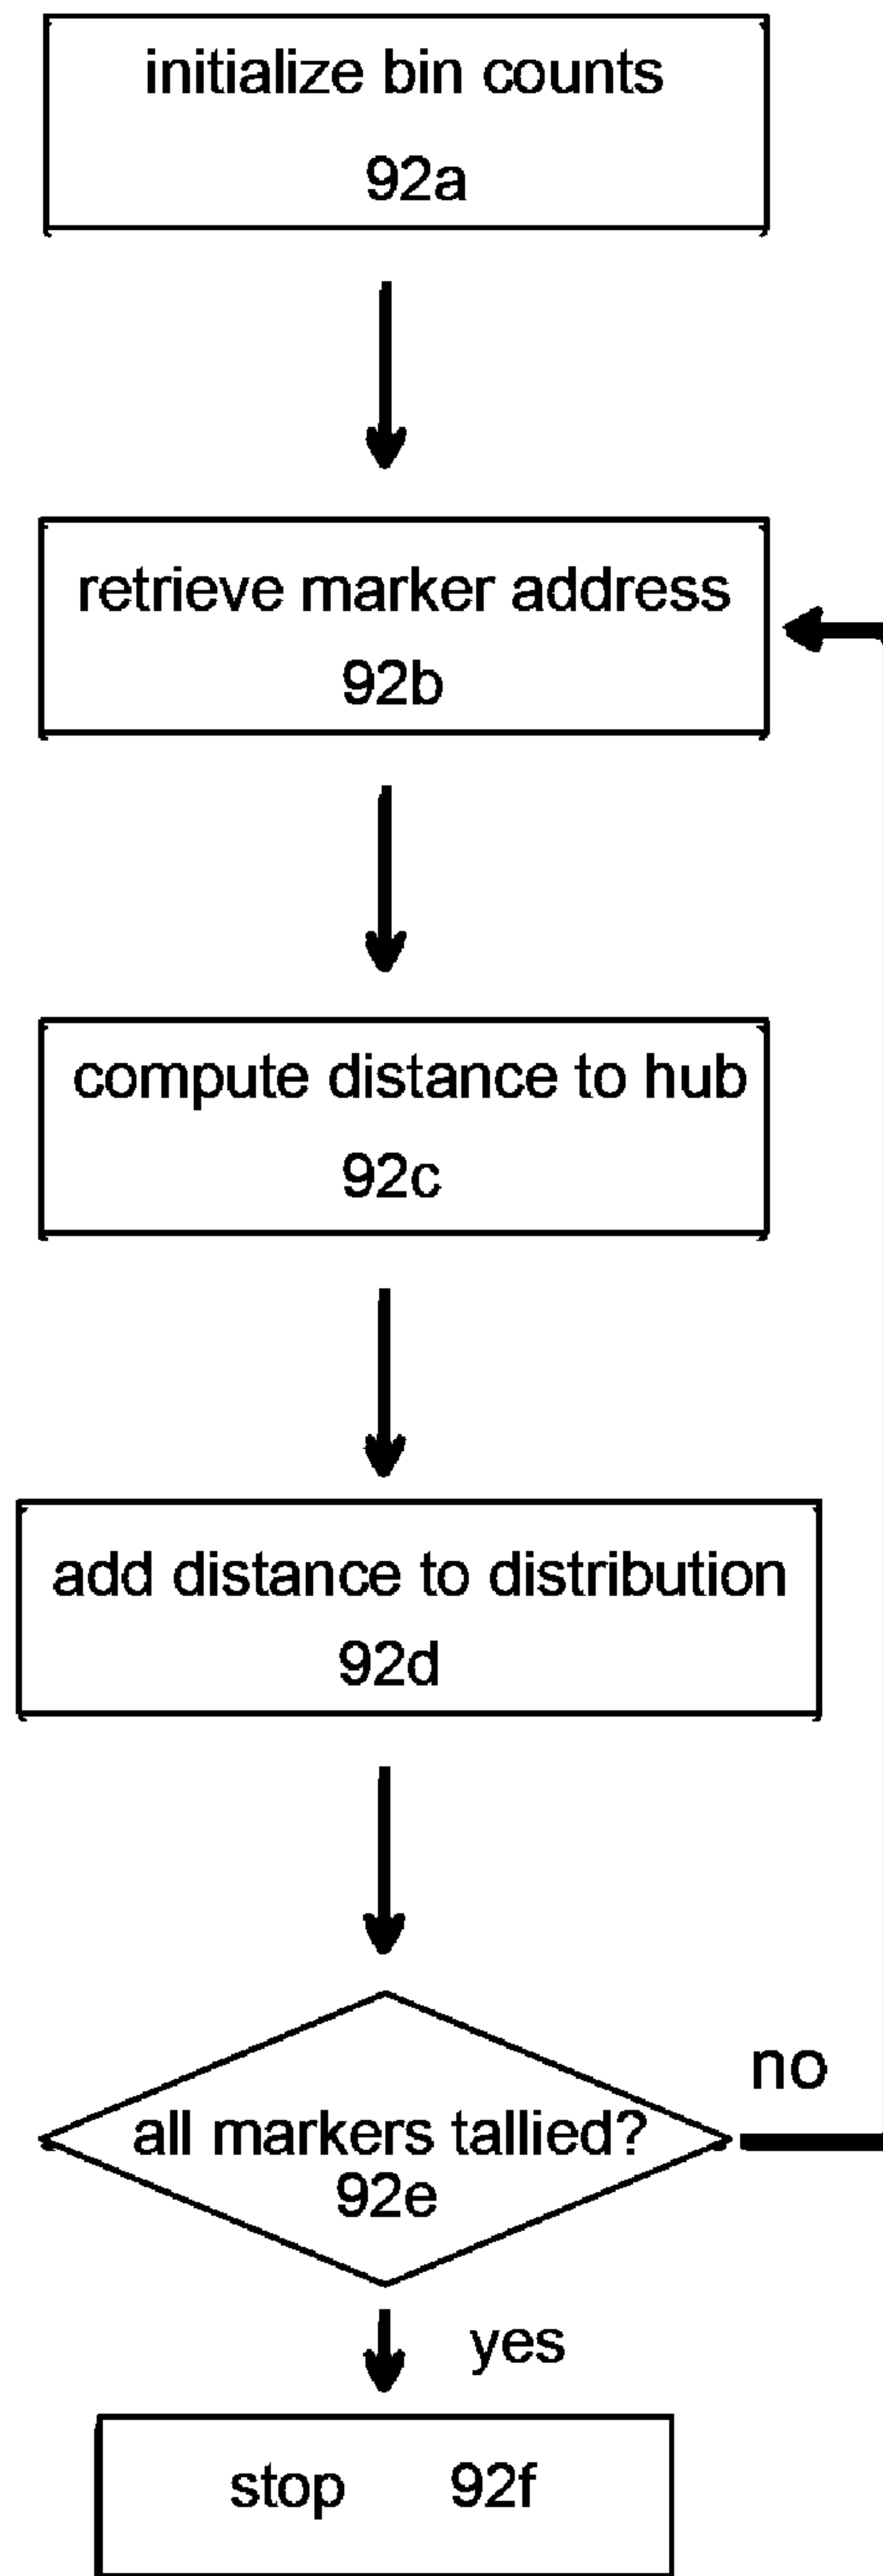 initialize bin counts
92a
retrieve marker address
92b
compute distance to hub
92c
add distance to distribution
92d
no
all markers tallied?
92e
yes
stop 92f